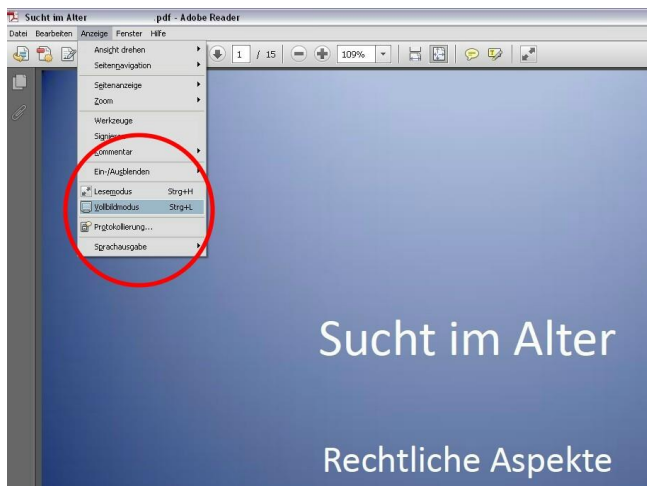 Sucht im Alter .pdf - Adobe Reader
Datei Bearbeiten Anzeige Fenster Hilfe
1 / 15 109%
Ansicht drehen
Seitennavigation
Seitenanzeige
Zoom
Werkzeuge
Kommentar
Ein-/Ausblenden
Lesemodus Strg+H
Vollbildmodus Strg+L
Protokollierung...
Sprachausgabe
Sucht im Alter
Rechtliche Aspekte